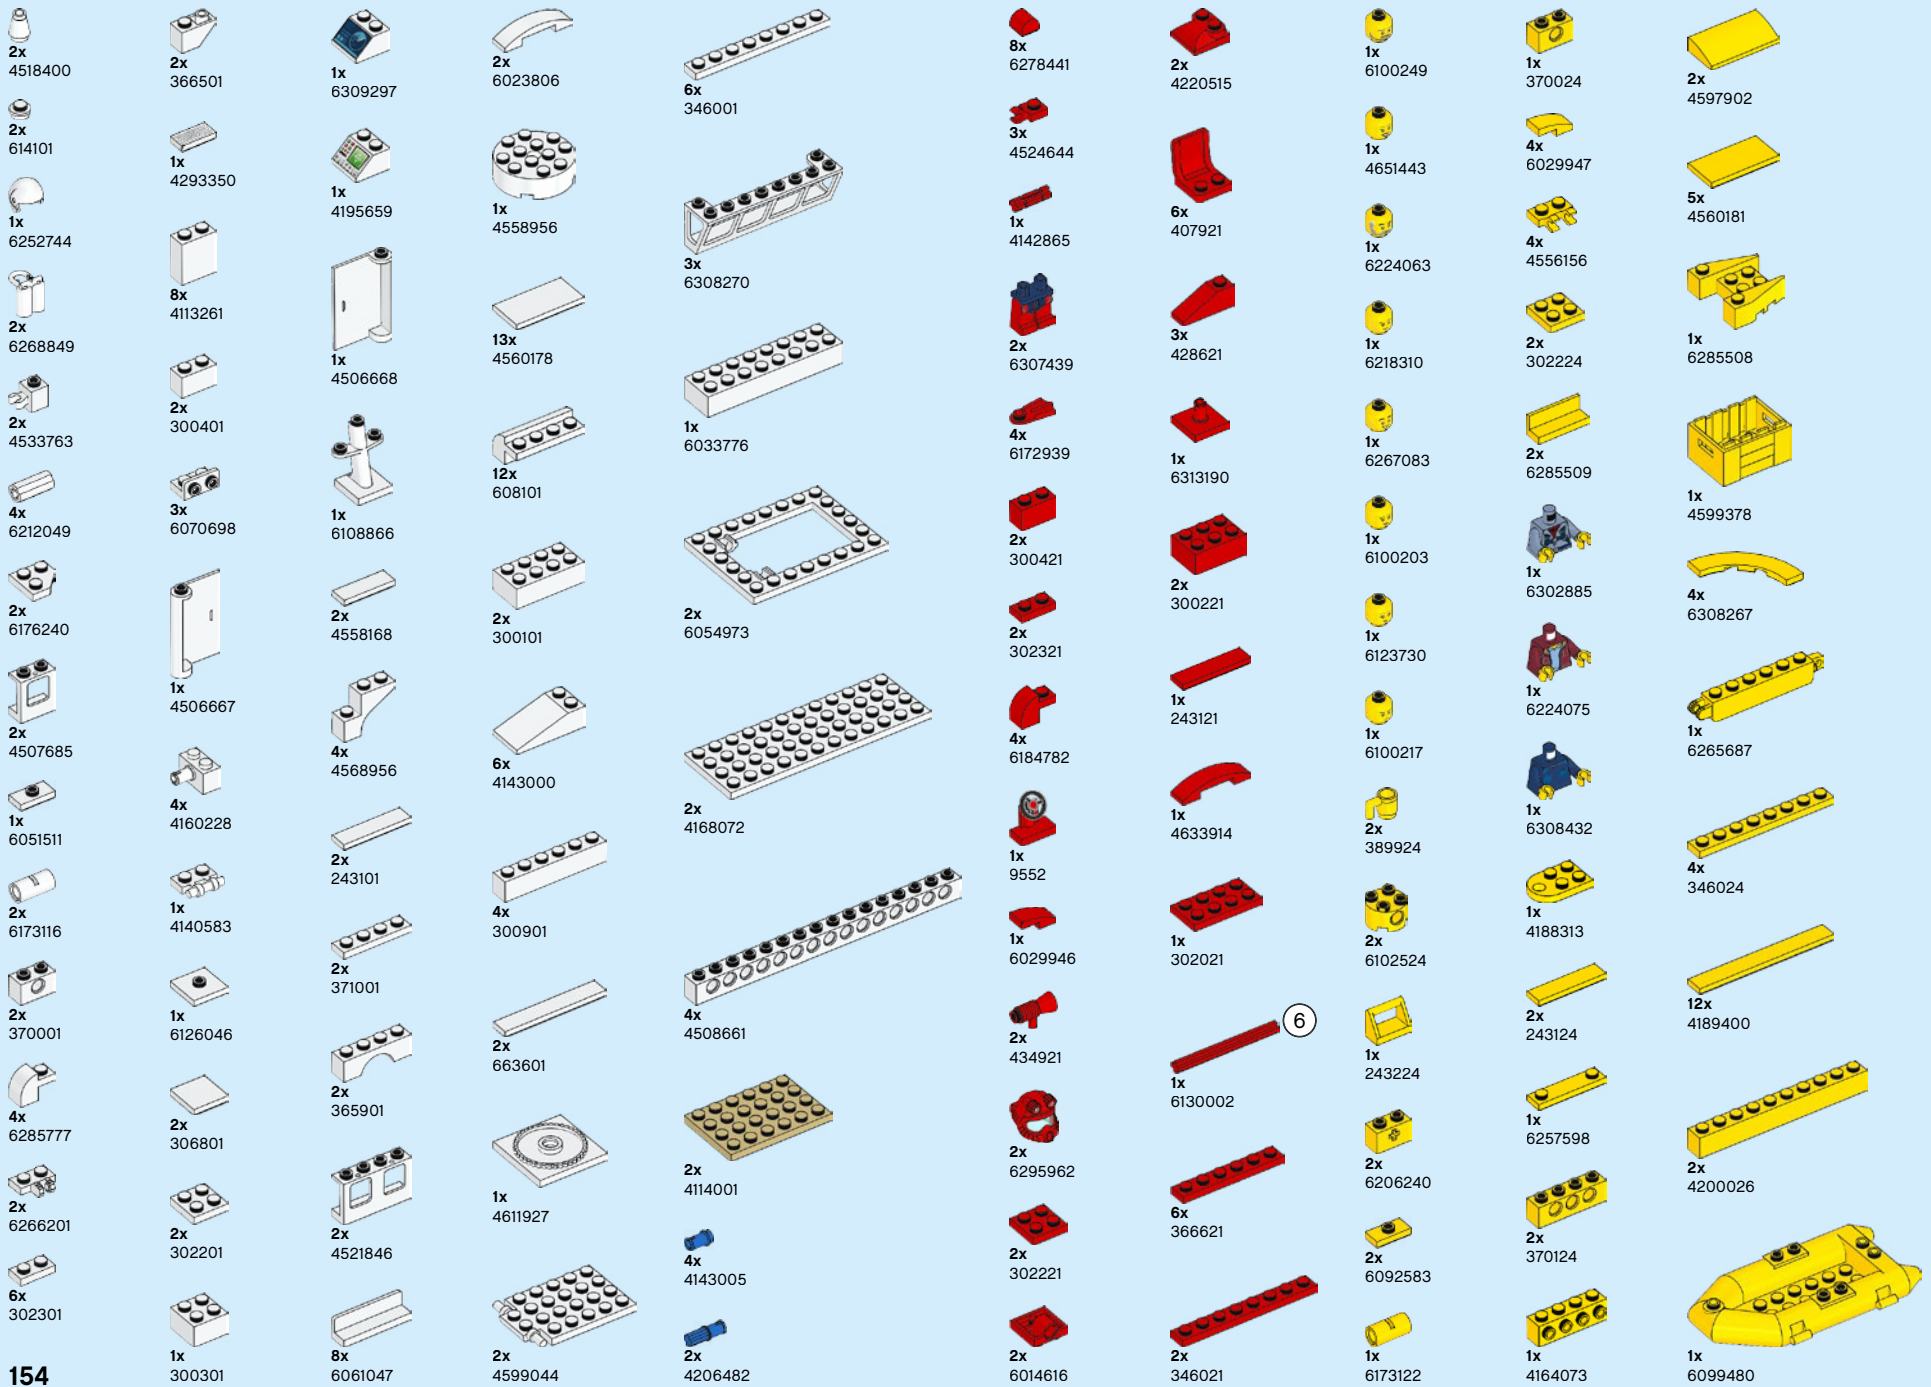 2x
4518400
2x
614101
1x
6252744
2x
6268849
2x
4533763
4x
6212049
2x
6176240
2x
4507685
1x
6051511
2x
6173116
2x
370001
4x
6285777
2x
6266201
6x
302301
154
2x
366501
1x
4293350
8x
4113261
2x
300401
3x
6070698
1x
4506667
4x
4160228
1x
4140583
1x
6126046
2x
306801
2x
302201
1x
300301
1x
6309297
1x
4195659
1x
4506668
1x
6108866
2x
4558168
4x
4568956
2x
243101
2x
371001
2x
365901
2x
4521846
8x
6061047
2x
6023806
1x
4558956
13x
4560178
12x
608101
2x
300101
6x
4143000
4x
300901
2x
663601
1x
4611927
2x
4599044
6x
346001
3x
6308270
1x
6033776
2x
6054973
2x
4168072
4x
4508661
2x
4114001
4x
4143005
2x
4206482
8x
6278441
3x
4524644
1x
4142865
2x
6307439
4x
6172939
2x
300421
2x
302321
4x
6184782
1x
9552
1x
6029946
2x
434921
2x
6295962
2x
302221
2x
6014616
2x
4220515
6x
407921
3x
428621
1x
6313190
2x
300221
1x
243121
1x
4633914
1x
302021
6
1x
6130002
6x
366621
2x
346021
1x
6100249
1x
4651443
1x
6224063
1x
6218310
1x
6267083
1x
6100203
1x
6123730
1x
6100217
2x
389924
2x
6102524
1x
243224
2x
6206240
2x
6092583
1x
6173122
1x
370024
4x
6029947
4x
4556156
2x
302224
2x
6285509
1x
6302885
1x
6224075
1x
6308432
1x
4188313
2x
243124
1x
6257598
2x
370124
1x
4164073
2x
4597902
5x
4560181
1x
6285508
1x
4599378
4x
6308267
1x
6265687
4x
346024
12x
4189400
2x
4200026
1x
6099480